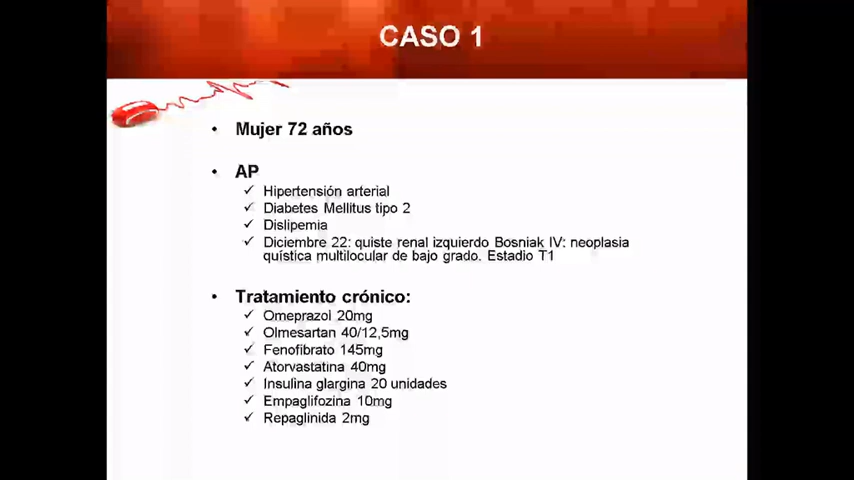 CASO 1
• Mujer 72 años
• AP
✓ Hipertensión arterial
✓ Diabetes Mellitus tipo 2
✓ Dislipemia
✓ Diciembre 22: quiste renal izquierdo Bosniak IV: neoplasia
quística multilocular de bajo grado. Estadio T1
• Tratamiento crónico:
✓ Omeprazol 20mg
✓ Olmesartan 40/12,5mg
✓ Fenofibrato 145mg
✓ Atorvastatina 40mg
✓ Insulina glargina 20 unidades
✓ Empaglifozina 10mg
✓ Repaglinida 2mg